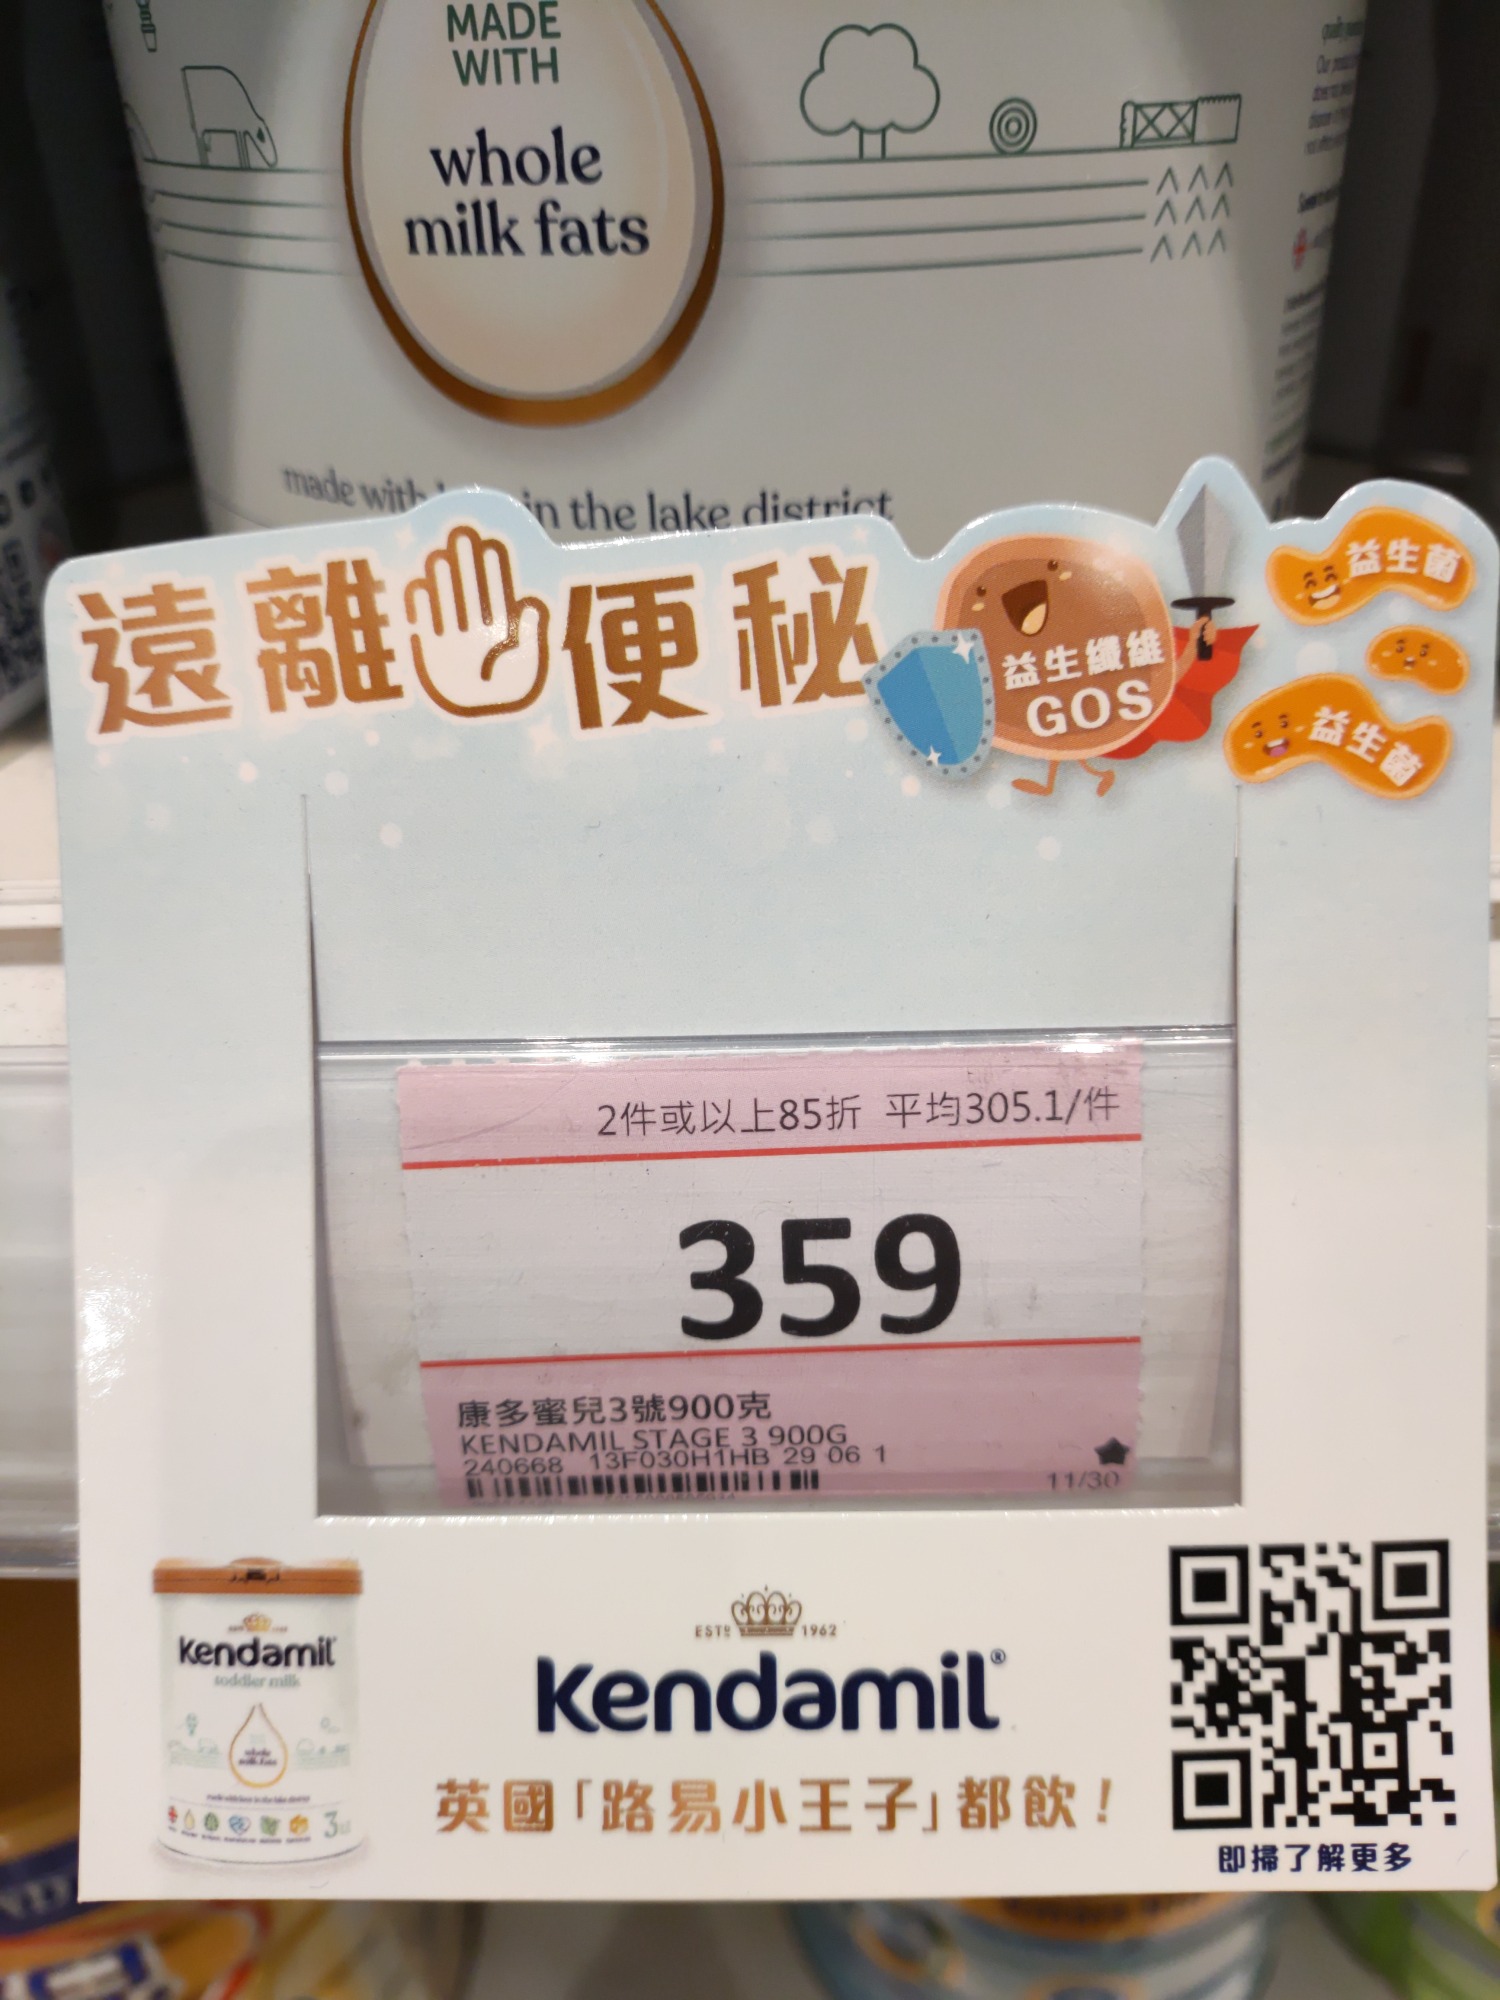 MADE
WITH
whole
milk fats
made with in the lake district
遠離便秘
益生纖維
GOS
益生菌
益生菌
2件或以上85折 平均305.1/件
359
康多蜜兒3號900克
KENDAMIL STAGE 3 900G
240668 13F030H1HB 29 06 1
11/30
Kendamil
toddler milk
whole
milk fats
3
ESTD 1962
Kendamil®
英國「路易小王子」都飲！
即掃了解更多